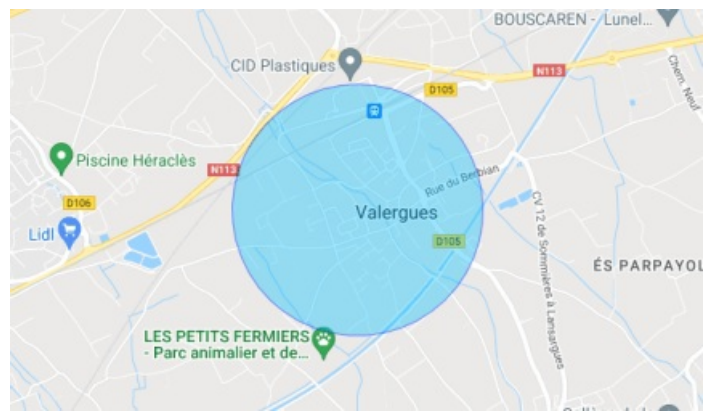 BOUSCAREN - Lunel...
CID Plastiques
N113
D105
Chem. Neuf
Piscine Héraclès
N113
Rue du Berbian
D106
Valergues
Lidl
D105
CV 12 de Sommières à Lansargues
ÉS PARPAYOL
LES PETITS FERMIERS
- Parc animalier et de...